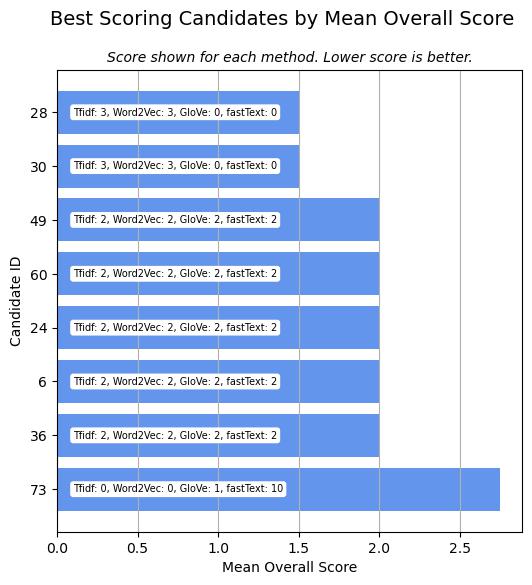 Best Scoring Candidates by Mean Overall Score
Score shown for each method. Lower score is better.
Candidate ID
28
Tfidf: 3, Word2Vec: 3, GloVe: 0, fastText: 0
30
Tfidf: 3, Word2Vec: 3, GloVe: 0, fastText: 0
49
Tfidf: 2, Word2Vec: 2, GloVe: 2, fastText: 2
60
Tfidf: 2, Word2Vec: 2, GloVe: 2, fastText: 2
24
Tfidf: 2, Word2Vec: 2, GloVe: 2, fastText: 2
6
Tfidf: 2, Word2Vec: 2, GloVe: 2, fastText: 2
36
Tfidf: 2, Word2Vec: 2, GloVe: 2, fastText: 2
73
Tfidf: 0, Word2Vec: 0, GloVe: 1, fastText: 10
0.0 0.5 1.0 1.5 2.0 2.5
Mean Overall Score